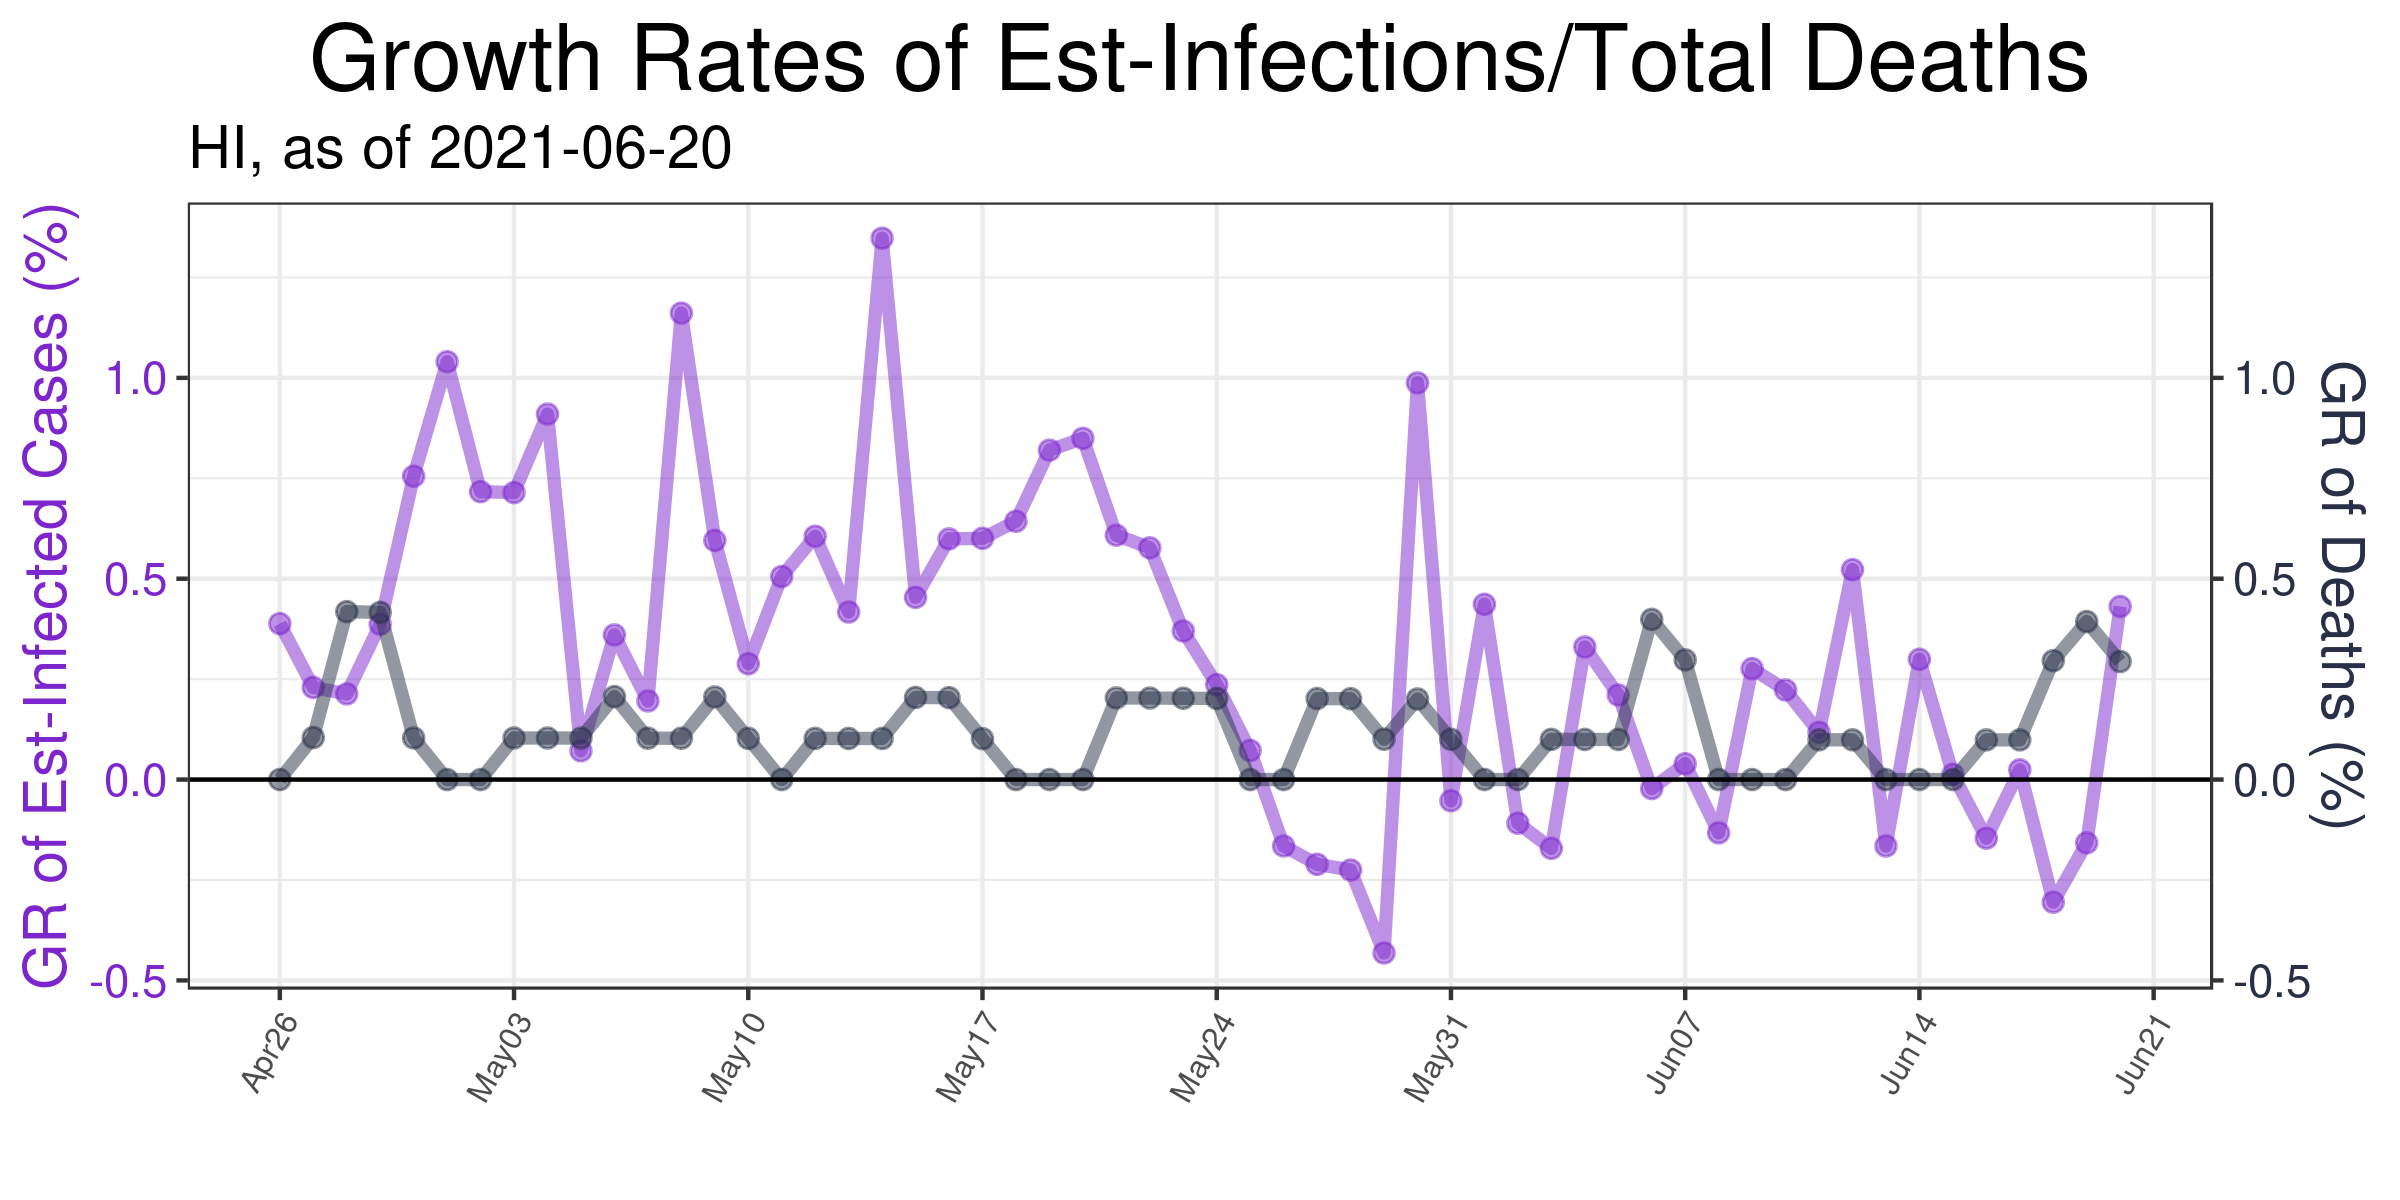 Growth Rates of Est-Infections/Total Deaths
HI, as of 2021-06-20
GR of Est-Infected Cases (%)
1.0
0.5
0.0
-0.5
1.0
0.5
0.0
-0.5
GR of Deaths (%)
Apr26
May03
May10
May17
May24
May31
Jun07
Jun14
Jun21